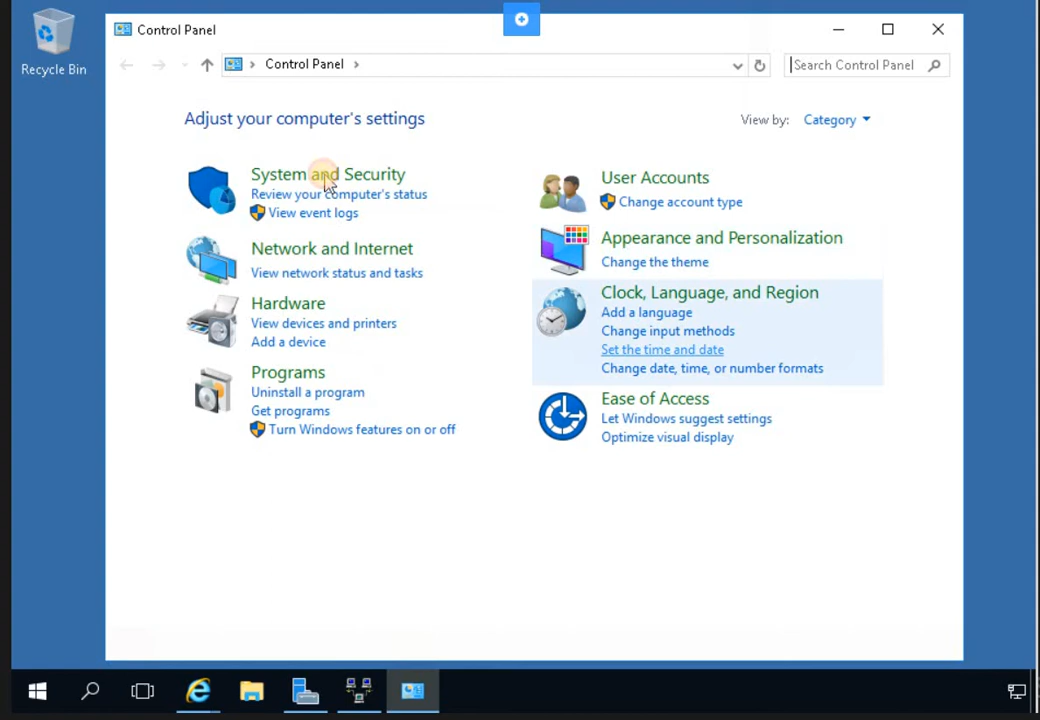 Recycle Bin
Control Panel
Control Panel
Search Control Panel
Adjust your computer's settings
View by: Category
System and Security
Review your computer's status
View event logs
Network and Internet
View network status and tasks
Hardware
View devices and printers
Add a device
Programs
Uninstall a program
Get programs
Turn Windows features on or off
User Accounts
Change account type
Appearance and Personalization
Change the theme
Clock, Language, and Region
Add a language
Change input methods
Set the time and date
Change date, time, or number formats
Ease of Access
Let Windows suggest settings
Optimize visual display